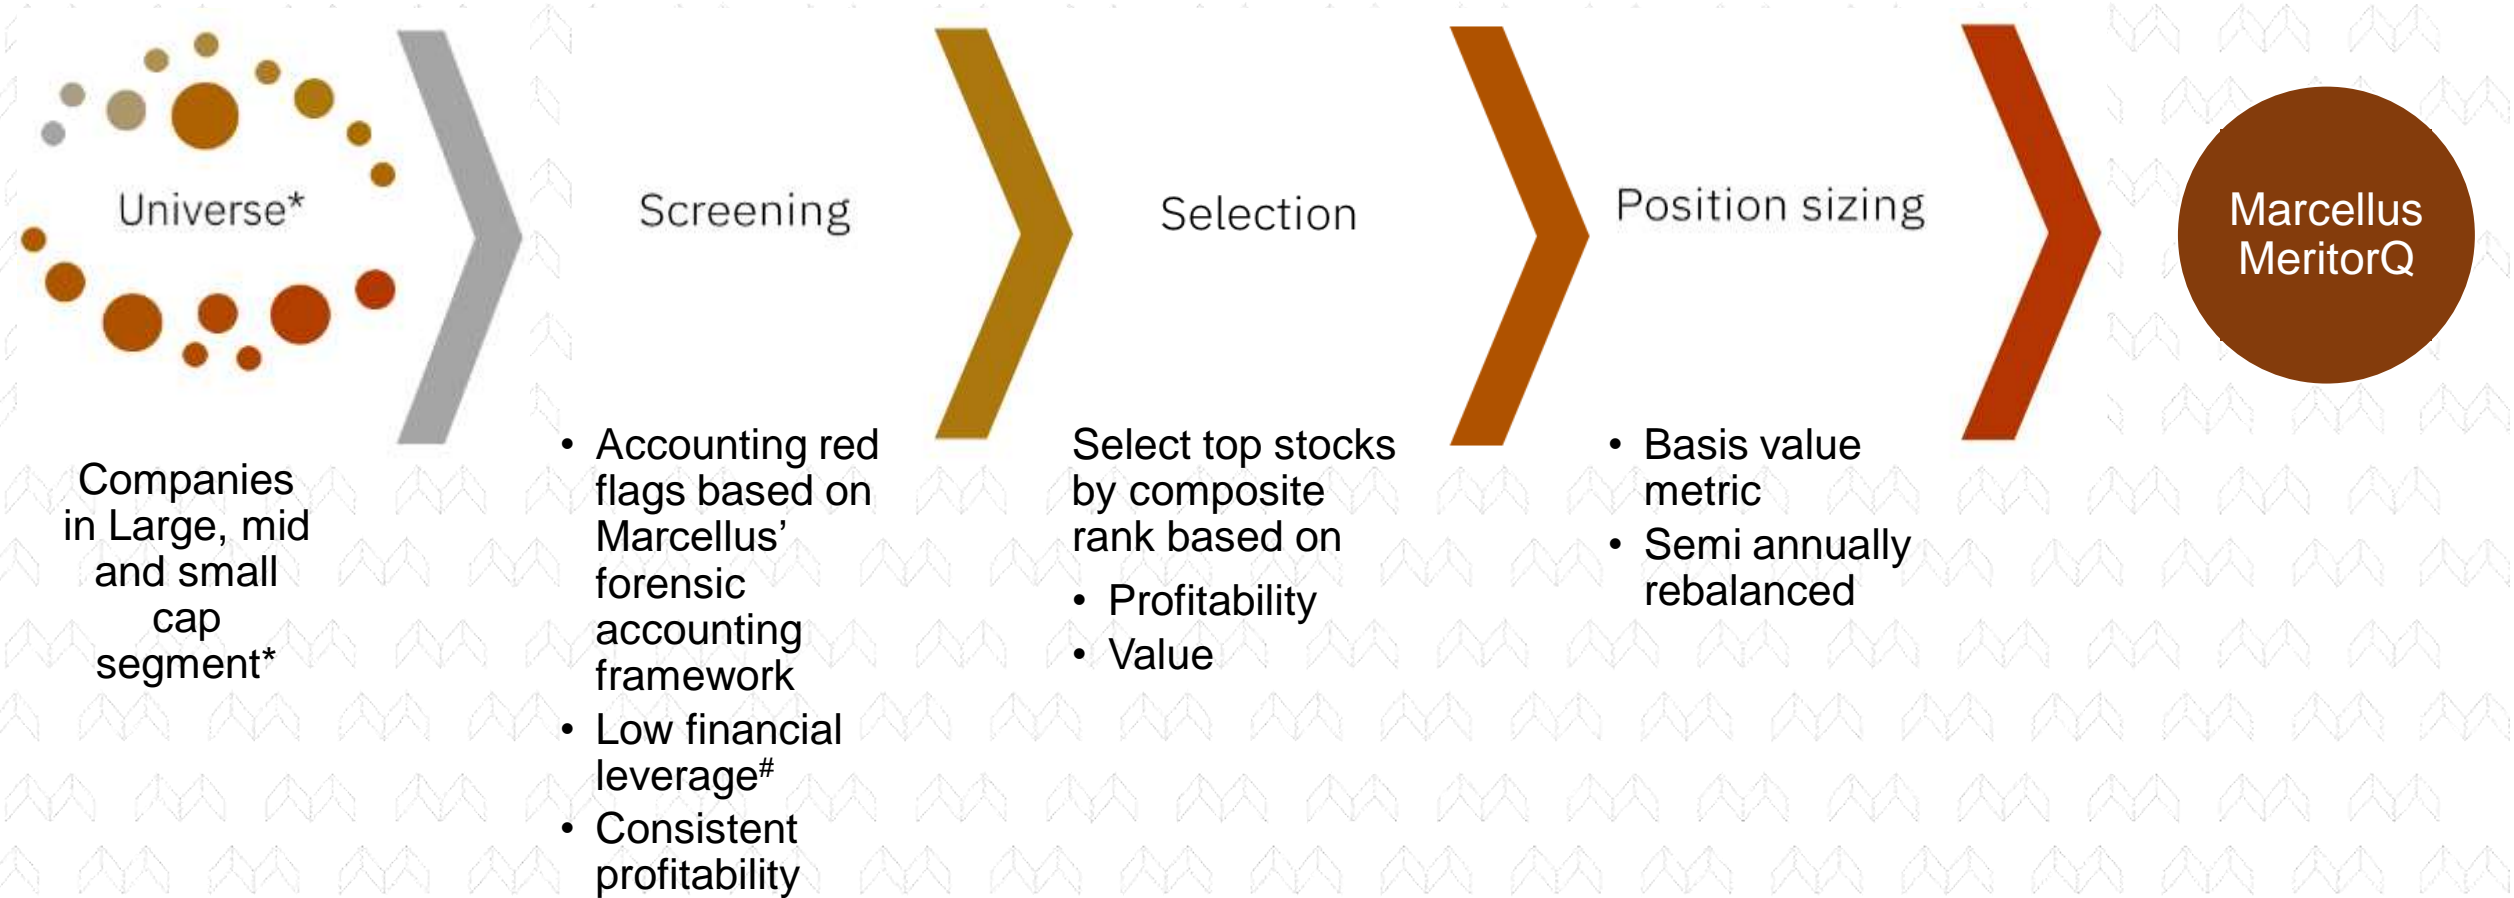 Universe*
Companies
in Large, mid
and small
cap
segment*
Screening
• Accounting red
flags based on
Marcellus’
forensic
accounting
framework
• Low financial
leverage#
• Consistent
profitability
Selection
Select top stocks
by composite
rank based on
• Profitability
• Value
Position sizing
• Basis value
metric
• Semi annually
rebalanced
Marcellus
MeritorQ